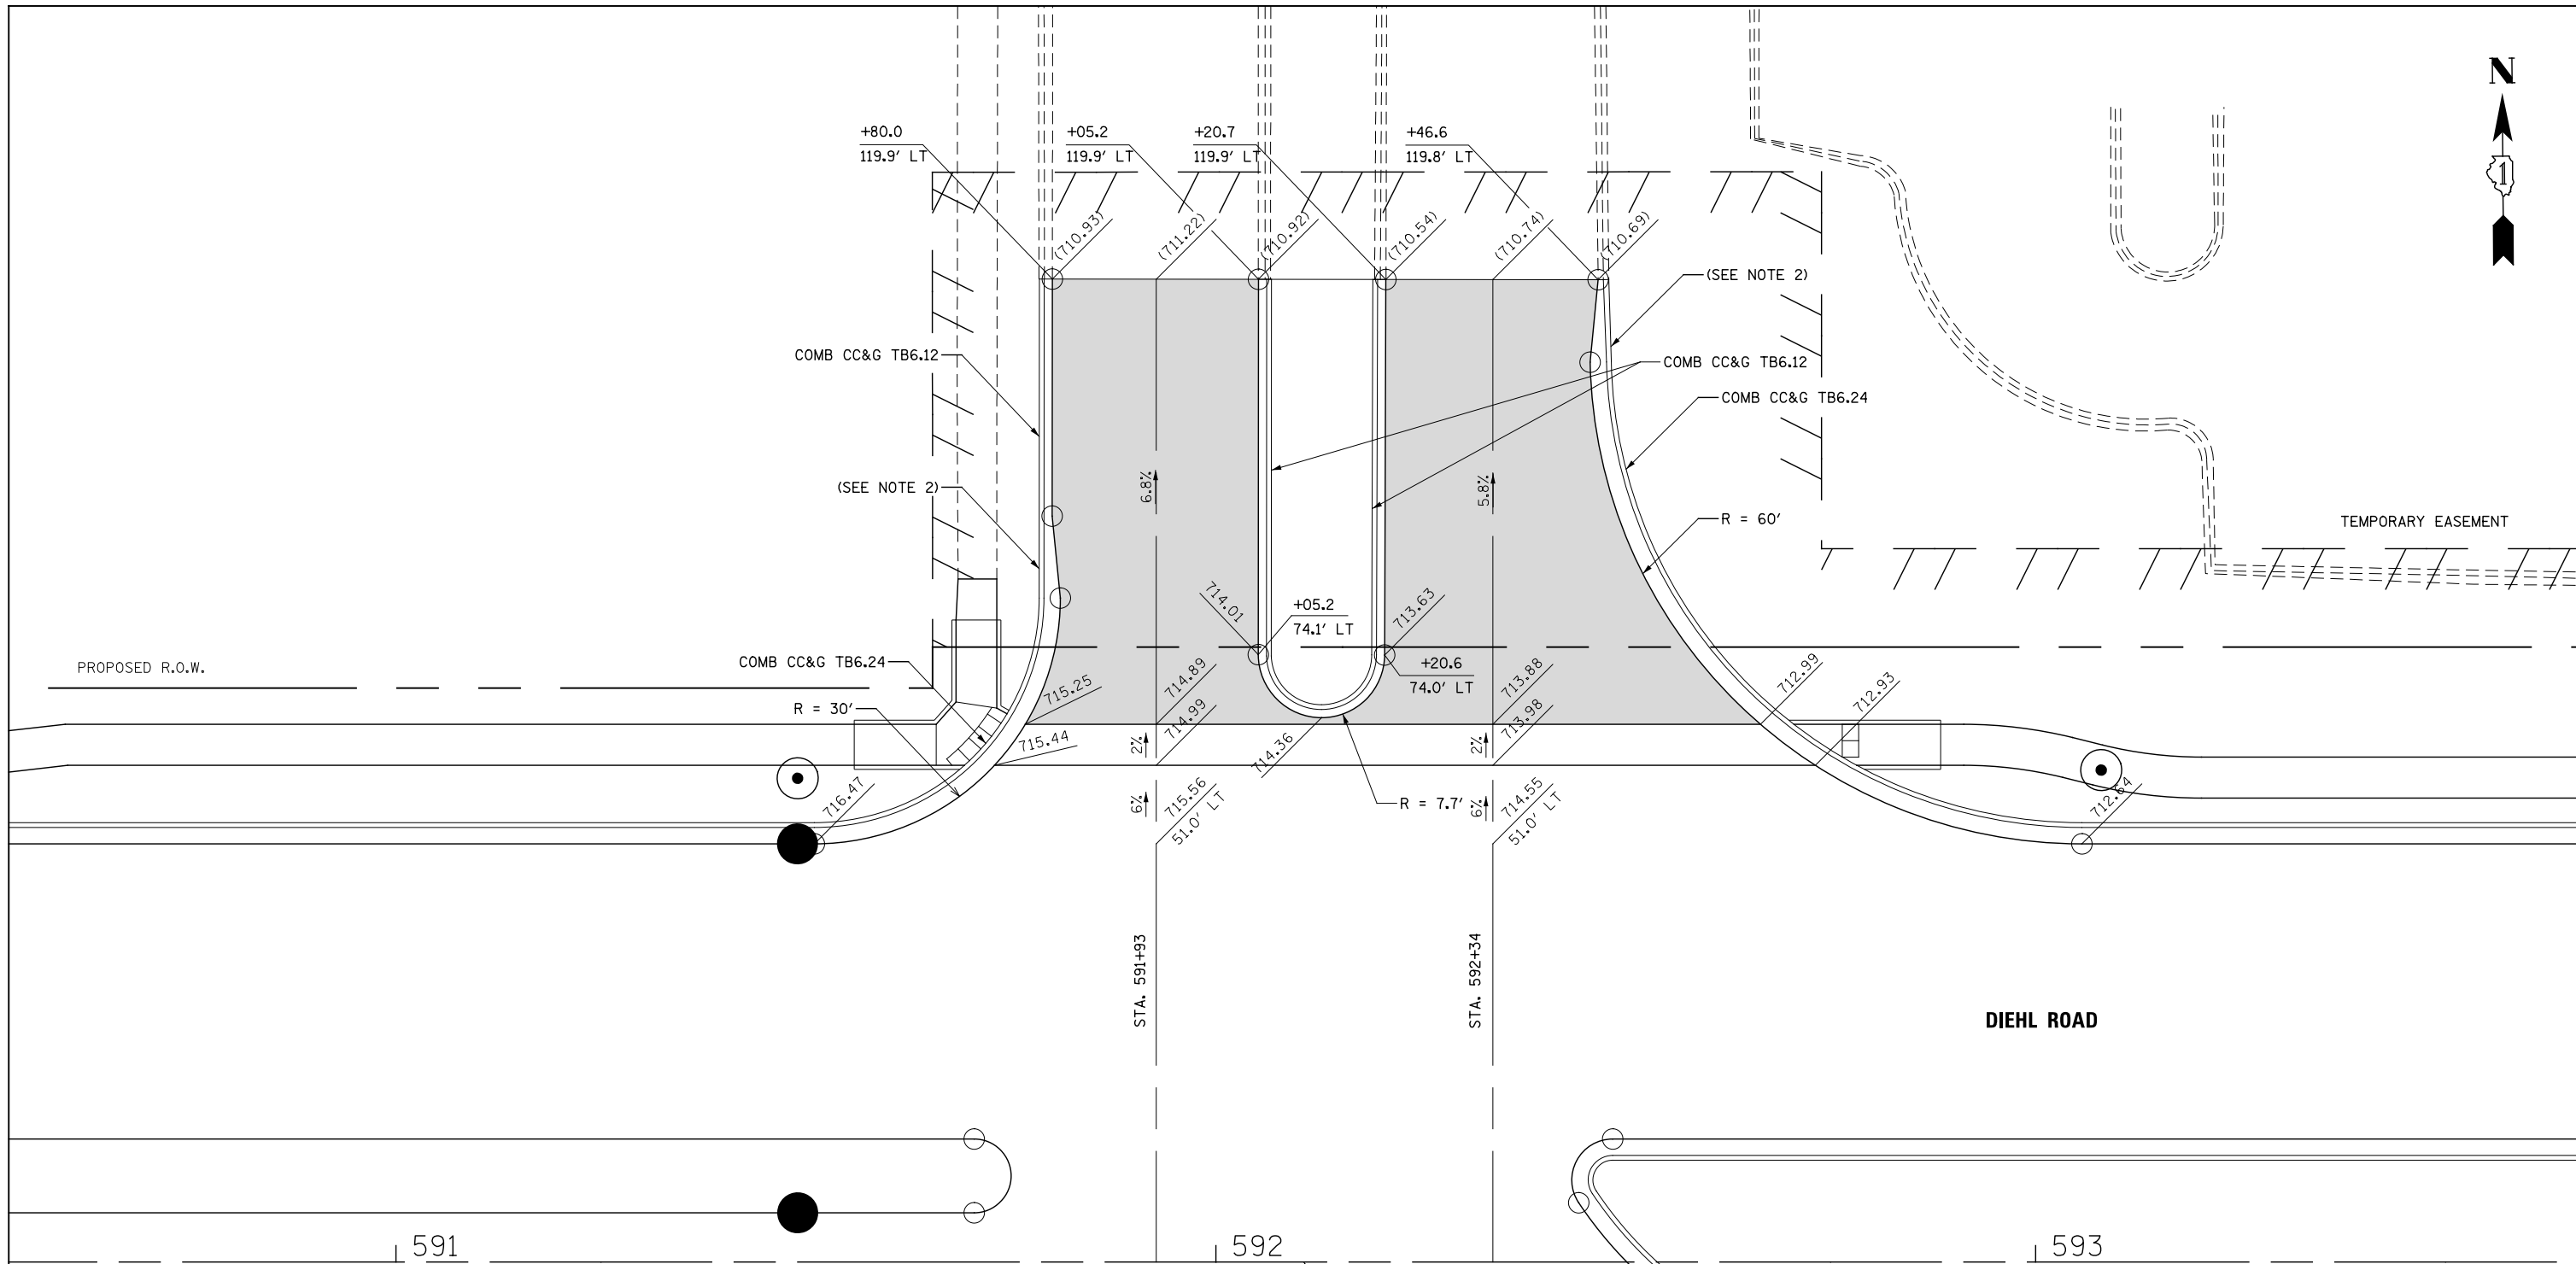 N
1
+80.0
119.9' LT
+05.2
119.9' LT
+20.7
119.9' LT
+46.6
119.8' LT
(710.93)
(711.22)
(710.92)
(710.54)
(710.74)
(710.69)
(SEE NOTE 2)
COMB CC&G TB6.12
COMB CC&G TB6.12
COMB CC&G TB6.24
6.8%
5.8%
(SEE NOTE 2)
R = 60'
TEMPORARY EASEMENT
714.01
+05.2
74.1' LT
713.63
PROPOSED R.O.W.
COMB CC&G TB6.24
+20.6
74.0' LT
R = 30'
715.25
714.89
713.88
712.99
712.93
715.44
2%
714.99
714.36
2%
713.98
716.47
6%
715.56
51.0' LT
R = 7.7'
6%
714.55
51.0' LT
712.64
STA. 591+93
STA. 592+34
DIEHL ROAD
591
592
593